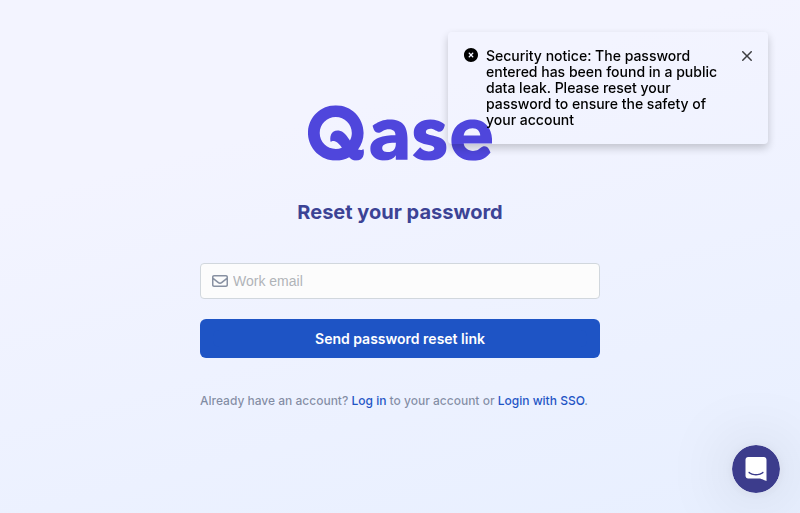 Security notice: The password
entered has been found in a public
data leak. Please reset your
password to ensure the safety of
your account
Qase
Reset your password
Work email
Send password reset link
Already have an account? Log in to your account or Login with SSO.